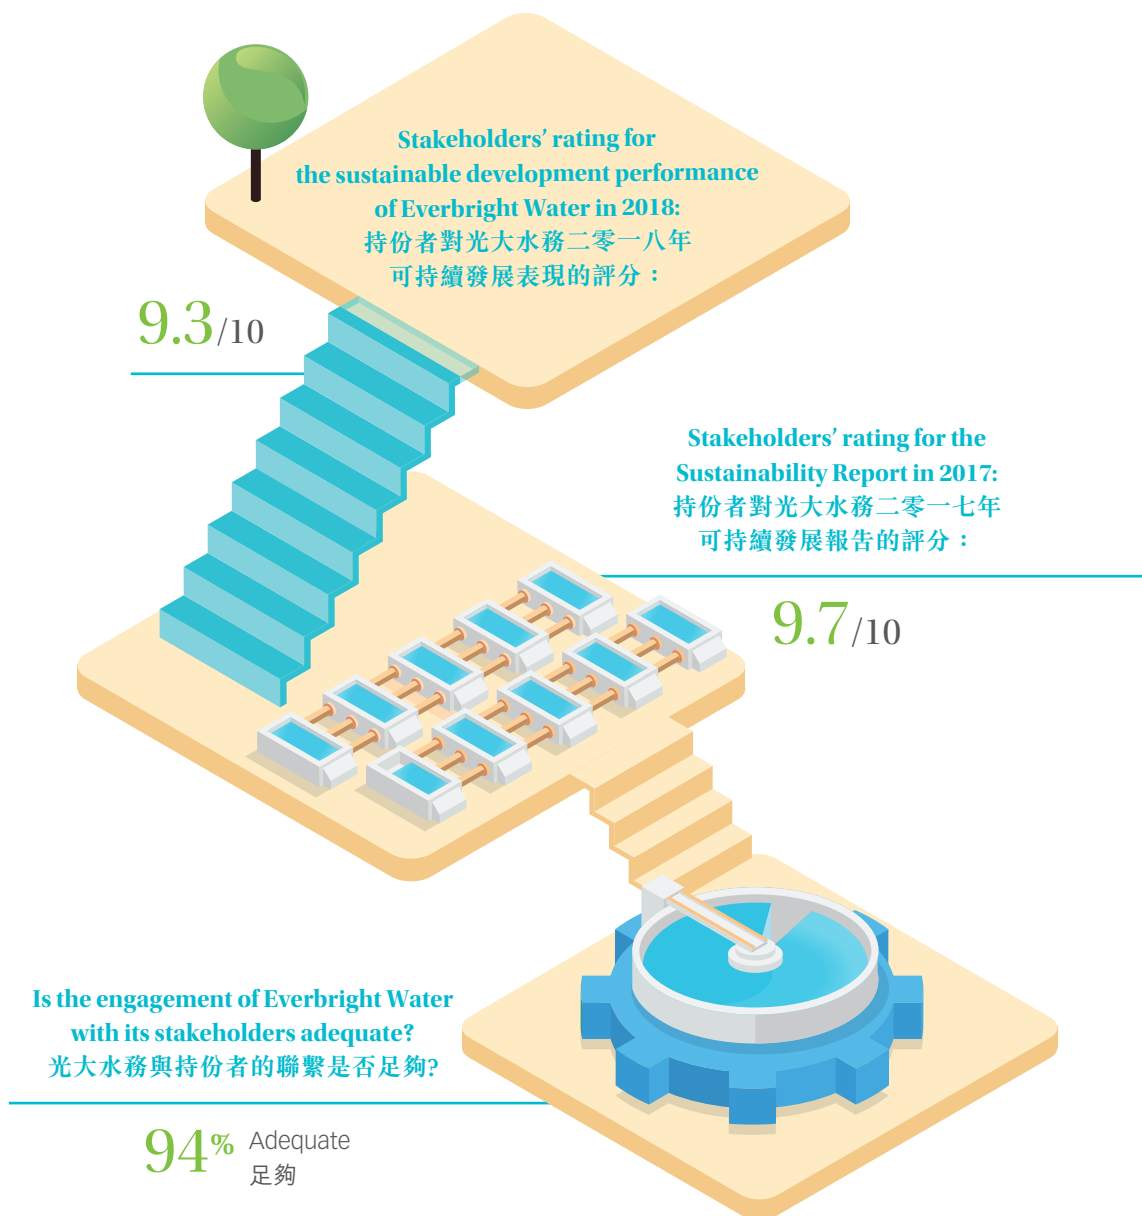 Stakeholders’ rating for
the sustainable development performance
of Everbright Water in 2018:
持份者對光大水務二零一八年
可持續發展表現的評分：
9.3/10
Stakeholders’ rating for the
Sustainability Report in 2017:
持份者對光大水務二零一七年
可持續發展報告的評分：
9.7/10
Is the engagement of Everbright Water
with its stakeholders adequate?
光大水務與持份者的聯繫是否足夠?
94% Adequate
足夠